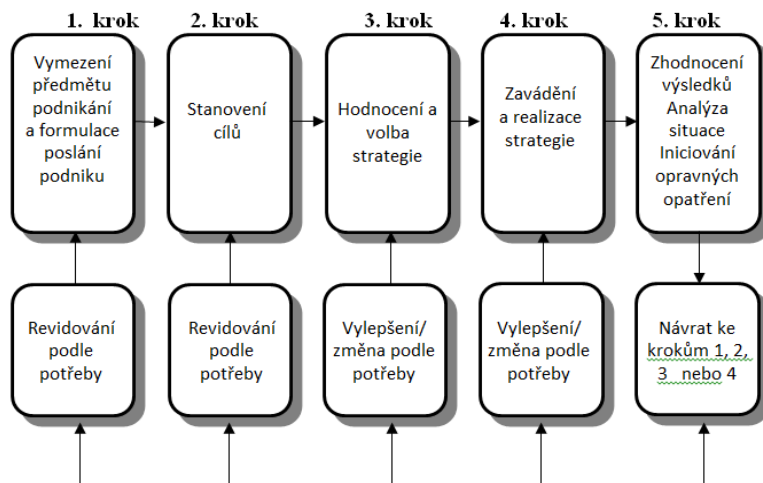 1. krok
2. krok
3. krok
4. krok
5. krok
Vymezení
předmětu
podnikání
a formulace
poslání
podniku
Stanovení
cílů
Hodnocení a
volba
strategie
Zavádění
a realizace
strategie
Zhodnocení
výsledků
Analýza
situace
Iniciování
opravných
opatření
Revidování
podle
potřeby
Revidování
podle
potřeby
Vylepšení/
změna podle
potřeby
Vylepšení/
změna podle
potřeby
Návrat ke
krokům 1, 2,
3 nebo 4